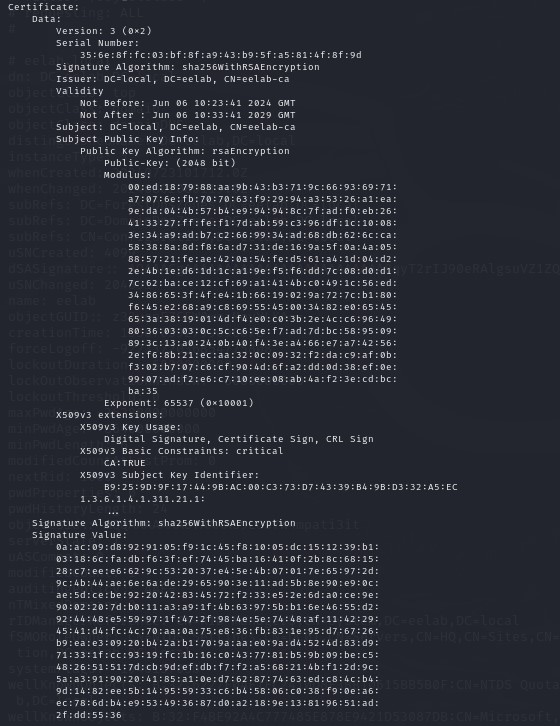 Certificate:
Data:
Version: 3 (0×2)
Serial Number:
35:6e:8f:fc:03:bf:8f:a9:43:b9:5f:a5:81:4f:8f:9d
Signature Algorithm: sha256WithRSAEncryption
Issuer: DC=local, DC=eelab, CN=eelab-ca
Validity
Not Before: Jun 06 10:23:41 2024 GMT
Not After : Jun 06 10:33:41 2029 GMT
Subject: DC=local, DC=eelab, CN=eelab-ca
Subject Public Key Info:
Public Key Algorithm: rsaEncryption
Public-Key: (2048 bit)
Modulus:
00:ed:18:79:88:aa:9b:43:b3:71:9c:66:93:69:71:
a7:07:6e:fb:70:70:63:f9:29:94:a3:53:26:a1:ea:
9e:da:04:4b:57:b4:e9:94:94:8c:7f:ad:f0:eb:26:
41:33:27:ff:fe:f1:7d:ab:59:c3:96:df:1c:10:08:
3e:34:a9:ad:b7:c2:66:99:34:ad:68:db:62:6c:ca:
58:38:8a:8d:f8:6a:d7:31:de:16:9a:5f:0a:4a:05:
88:57:21:fe:ae:42:0a:54:fe:d5:61:a4:1d:04:d2:
2e:4b:1e:d6:1d:1c:a1:9e:f5:f6:dd:7c:08:d0:d1:
7c:62:ba:ce:12:cf:69:a1:41:4b:c0:49:1c:56:ed:
34:86:65:3f:4f:e4:1b:66:19:02:9a:72:7c:b1:80:
f6:45:e2:68:a9:c8:69:55:45:00:34:82:e0:65:45:
65:3a:38:19:01:4d:f4:e0:c0:3b:2e:4c:c6:96:49:
80:36:03:03:0c:5c:c6:5e:f7:ad:7d:bc:58:95:09:
89:3c:13:a0:24:0b:40:f4:3e:a4:66:e7:a7:42:56:
2e:f6:8b:21:ec:aa:32:0c:09:32:f2:da:c9:af:0b:
f3:02:b7:07:c6:cf:90:4d:6f:a2:dd:0d:38:ef:0e:
99:07:ad:f2:e6:c7:10:ee:08:ab:4a:f2:3e:cd:bc:
ba:35
Exponent: 65537 (0×10001)
X509v3 extensions:
X509v3 Key Usage:
Digital Signature, Certificate Sign, CRL Sign
X509v3 Basic Constraints: critical
CA:TRUE
X509v3 Subject Key Identifier:
B9:25:9D:9F:17:44:9B:AC:00:C3:73:D7:43:39:B4:9B:D3:32:A5:EC
1.3.6.1.4.1.311.21.1:
...
Signature Algorithm: sha256WithRSAEncryption
Signature Value:
0a:ac:09:d8:92:91:05:f9:1c:45:f8:10:05:dc:15:12:39:b1:
03:18:6c:fa:db:f6:3f:ef:74:45:ba:16:41:0f:2b:8c:68:15:
28:c7:ee:e6:62:9c:53:20:37:e4:5e:4b:07:01:7e:65:97:2d:
9c:4b:44:ae:6e:6a:de:29:65:90:3e:11:ad:5b:8e:90:e9:0c:
ae:5d:ce:be:92:20:42:83:45:72:f2:33:e5:2e:6d:a0:ce:9e:
90:02:20:7d:b0:11:a3:a9:1f:4b:63:97:5b:b1:6e:46:55:d2:
92:44:48:e5:59:97:1f:47:2f:98:4e:5e:74:48:af:11:42:29:
45:41:d4:fc:4c:70:aa:0a:75:e8:36:fb:83:1e:95:d7:67:26:
b9:ea:e3:09:20:b4:2a:b1:70:9a:aa:e0:9a:d4:52:4d:83:d9:
71:33:1f:cc:93:19:fc:1b:16:c0:43:77:81:b5:9b:09:be:c5:
48:26:51:51:7d:cb:9d:ef:db:f7:f2:a5:68:21:4b:f1:2d:9c:
5a:a3:91:90:20:41:85:a1:0e:d7:62:87:74:63:ed:c8:4c:b4:
9d:14:82:ee:5b:14:95:59:33:c6:b4:58:06:c0:38:f9:0e:a6:
ec:78:6d:b4:e9:53:49:36:87:d0:a2:18:9e:13:81:96:51:ad:
2f:dd:55:36